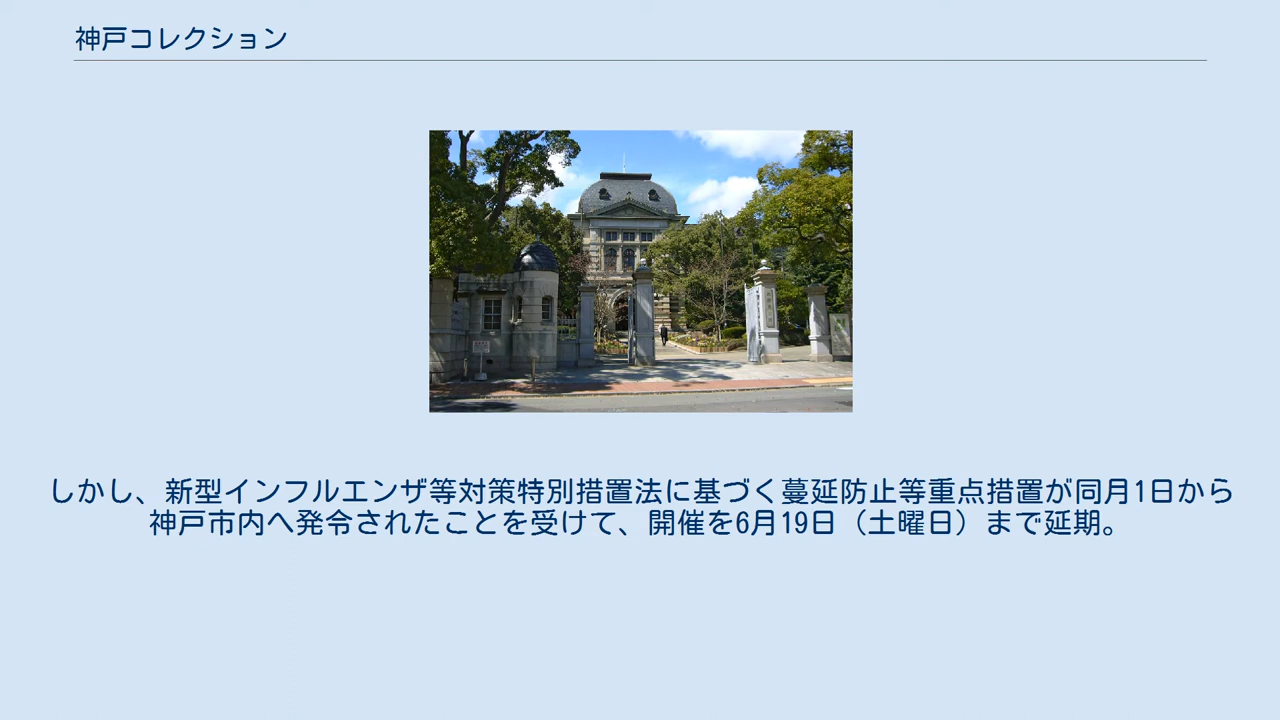 神戸コレクション
しかし、新型インフルエンザ等対策特別措置法に基づく蔓延防止等重点措置が同月1日から
神戸市内へ発令されたことを受けて、開催を6月19日（土曜日）まで延期。